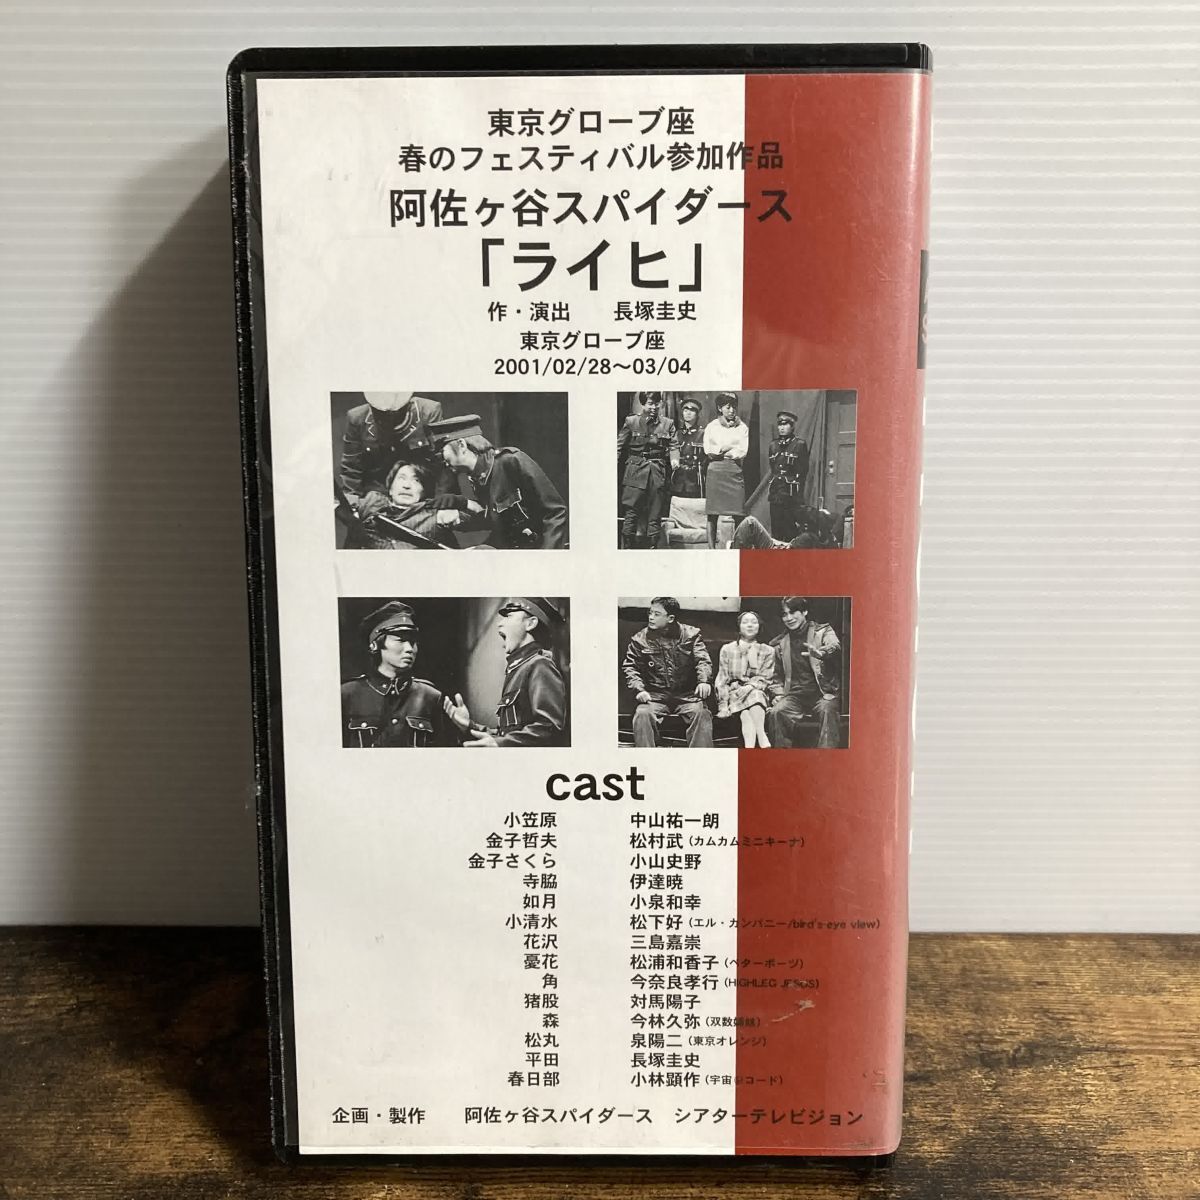 東京グローブ座
春のフェスティバル参加作品
阿佐ヶ谷スパイダース
「ライヒ」
作・演出　長塚圭史
東京グローブ座
2001/02/28〜03/04
cast
小笠原　中山祐一朗
金子哲夫　松村武（カムカムミニキーナ）
金子さくら　小山史野
寺脇　伊達暁
如月　小泉和幸
小清水　松下好（エル・カンパニー/bird's eye view）
花沢　三島嘉崇
憂花　松浦和香子（ベターポーヅ）
角　今奈良孝行（HIGHLEG JESUS）
猪股　対馬陽子
森　今林久弥（双数姉妹）
松丸　泉陽二（東京オレンジ）
平田　長塚圭史
春日部　小林顕作（宇宙レコード）
企画・製作　阿佐ヶ谷スパイダース　シアターテレビジョン